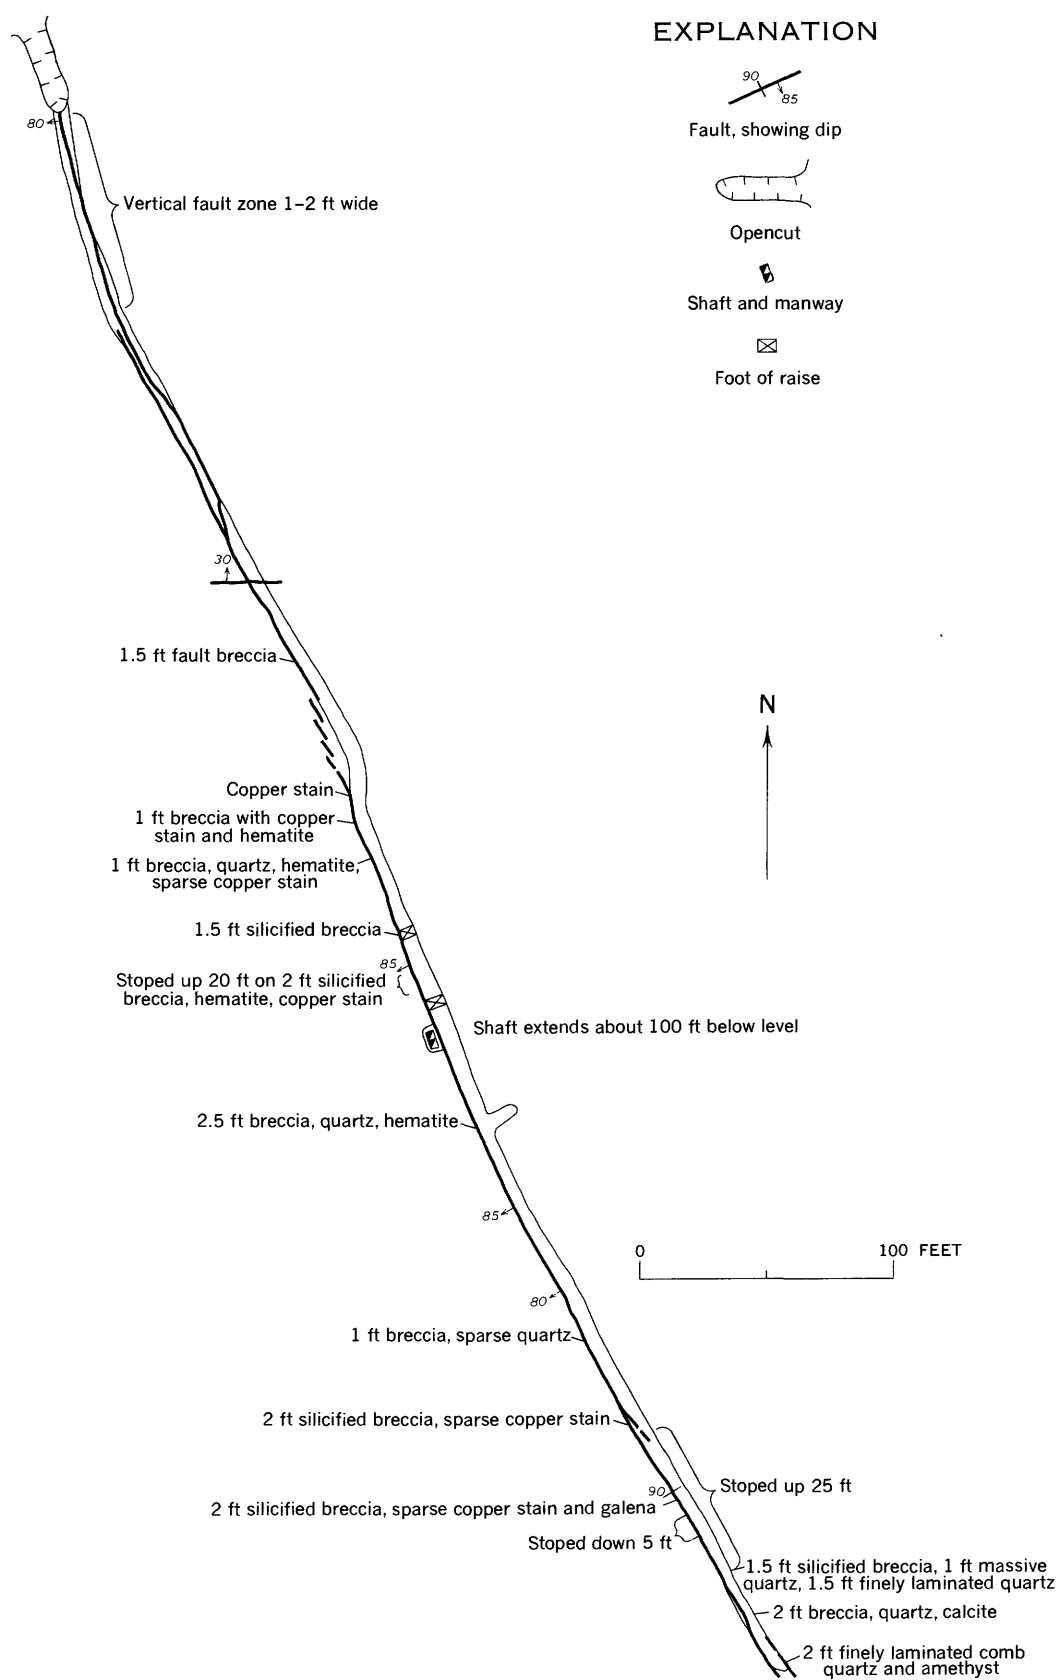 EXPLANATION
90
85
Fault, showing dip
Opencut
Shaft and manway
Foot of raise
80
Vertical fault zone 1–2 ft wide
30
1.5 ft fault breccia
N
Copper stain
1 ft breccia with copper
stain and hematite
1 ft breccia, quartz, hematite,
sparse copper stain
1.5 ft silicified breccia
85
Stoped up 20 ft on 2 ft silicified
breccia, hematite, copper stain
Shaft extends about 100 ft below level
2.5 ft breccia, quartz, hematite
85
0 100 FEET
80
1 ft breccia, sparse quartz
2 ft silicified breccia, sparse copper stain
Stoped up 25 ft
90
2 ft silicified breccia, sparse copper stain and galena
Stoped down 5 ft
1.5 ft silicified breccia, 1 ft massive
quartz, 1.5 ft finely laminated quartz
2 ft breccia, quartz, calcite
2 ft finely laminated comb
quartz and amethyst